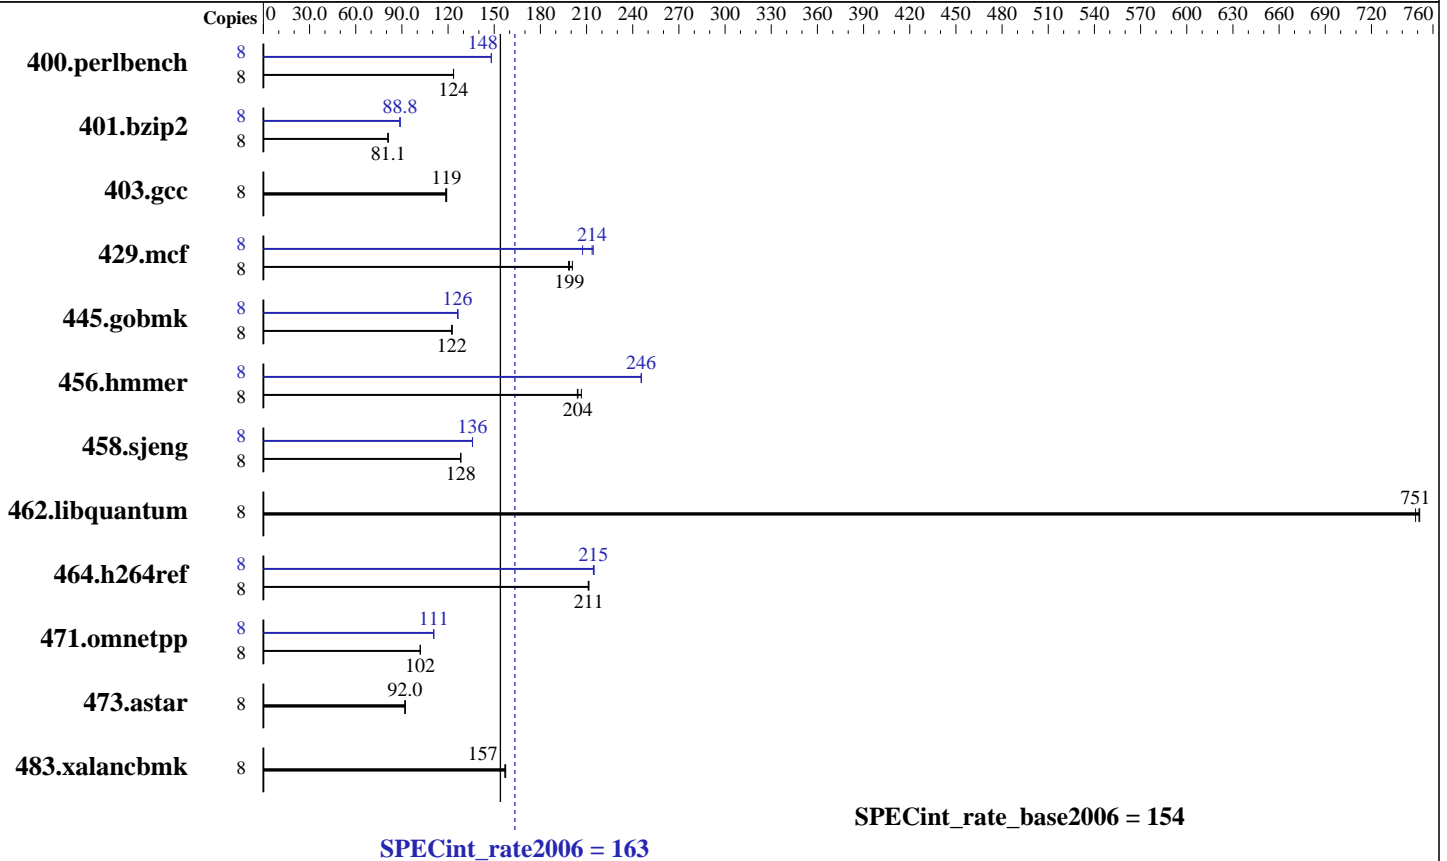 Copies 0 30.0 60.0 90.0 120 150 180 210 240 270 300 330 360 390 420 450 480 510 540 570 600 630 660 690 720 760
400.perlbench 8 148
8 124
401.bzip2 8 88.8
8 81.1
403.gcc 8 119
429.mcf 8 214
8 199
445.gobmk 8 126
8 122
456.hmmer 8 246
8 204
458.sjeng 8 136
8 128
462.libquantum 8 751
464.h264ref 8 215
8 211
471.omnetpp 8 111
8 102
473.astar 8 92.0
483.xalancbmk 8 157
SPECint_rate_base2006 = 154
SPECint_rate2006 = 163